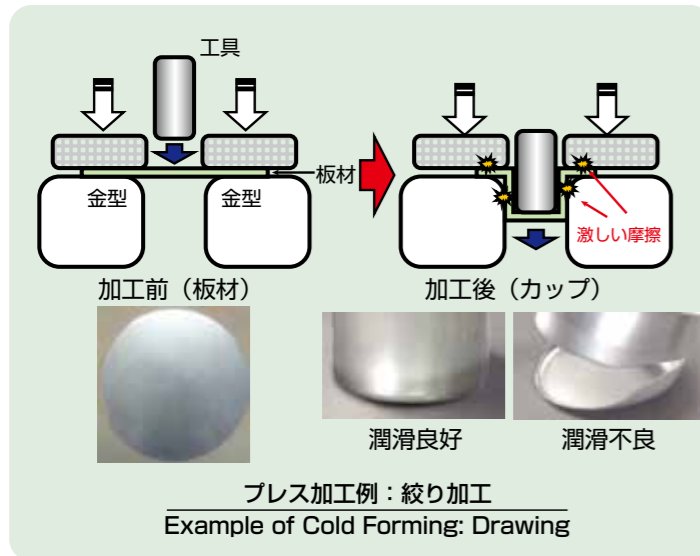 工具
板材
金型
金型
激しい摩擦
加工前（板材）
加工後（カップ）
潤滑良好
潤滑不良
プレス加工例：絞り加工
Example of Cold Forming: Drawing